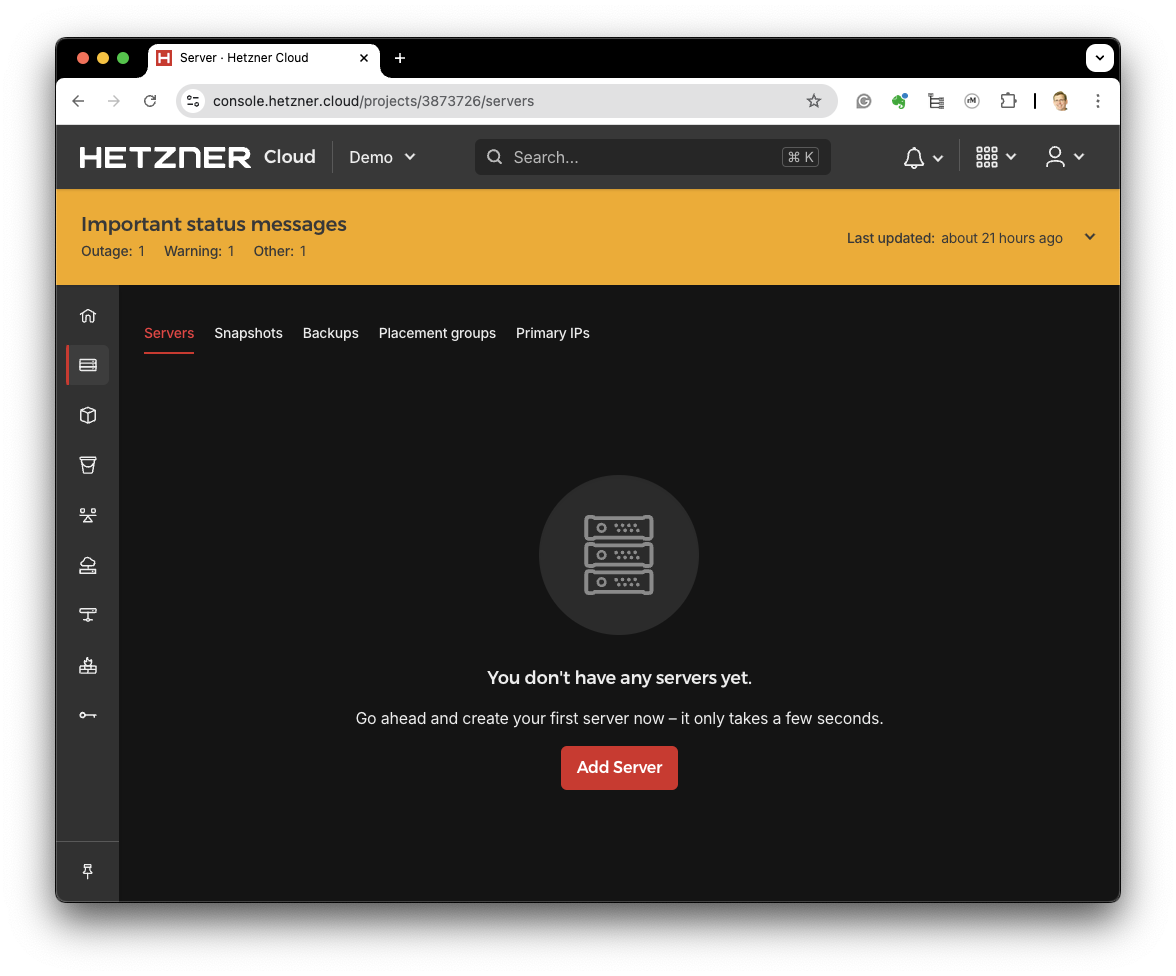 Server · Hetzner Cloud
console.hetzner.cloud/projects/3873726/servers
HETZNER Cloud Demo Search... ⌘ K
Important status messages
Outage: 1 Warning: 1 Other: 1
Last updated: about 21 hours ago
Servers Snapshots Backups Placement groups Primary IPs
You don't have any servers yet.
Go ahead and create your first server now – it only takes a few seconds.
Add Server